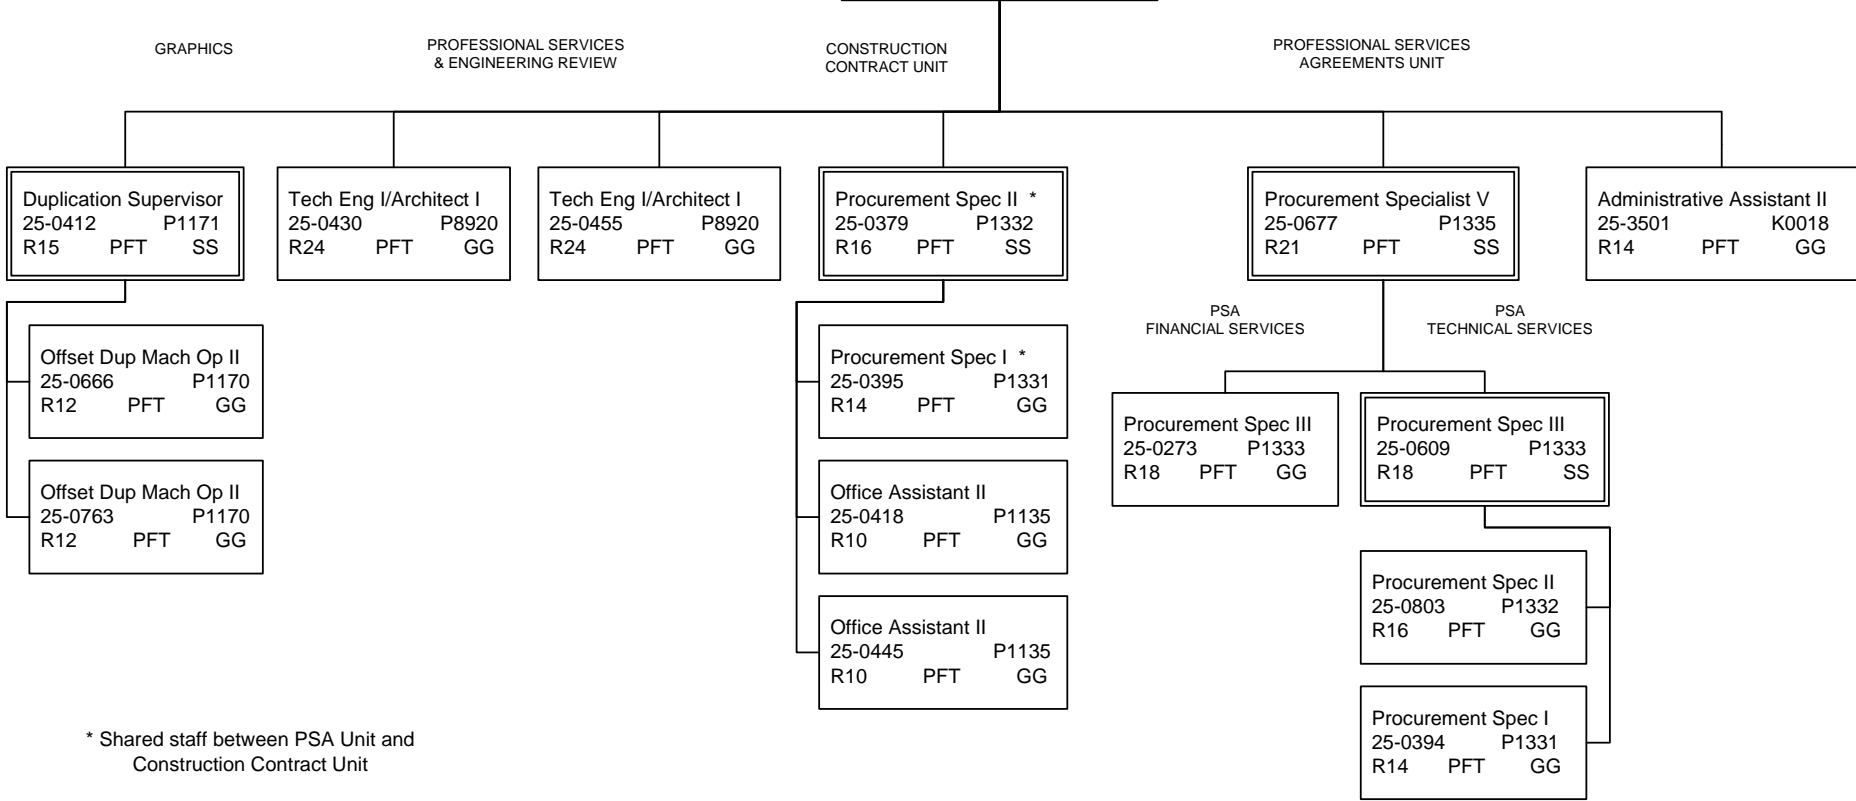 GRAPHICS
PROFESSIONAL SERVICES
& ENGINEERING REVIEW
CONSTRUCTION
CONTRACT UNIT
PROFESSIONAL SERVICES
AGREEMENTS UNIT
Duplication Supervisor
25-0412 P1171
R15 PFT SS
Tech Eng I/Architect I
25-0430 P8920
R24 PFT GG
Tech Eng I/Architect I
25-0455 P8920
R24 PFT GG
Procurement Spec II *
25-0379 P1332
R16 PFT SS
Procurement Specialist V
25-0677 P1335
R21 PFT SS
Administrative Assistant II
25-3501 K0018
R14 PFT GG
PSA
FINANCIAL SERVICES
PSA
TECHNICAL SERVICES
Offset Dup Mach Op II
25-0666 P1170
R12 PFT GG
Procurement Spec I *
25-0395 P1331
R14 PFT GG
Procurement Spec III
25-0273 P1333
R18 PFT GG
Procurement Spec III
25-0609 P1333
R18 PFT SS
Offset Dup Mach Op II
25-0763 P1170
R12 PFT GG
Office Assistant II
25-0418 P1135
R10 PFT GG
Procurement Spec II
25-0803 P1332
R16 PFT GG
Office Assistant II
25-0445 P1135
R10 PFT GG
Procurement Spec I
25-0394 P1331
R14 PFT GG
* Shared staff between PSA Unit and
Construction Contract Unit